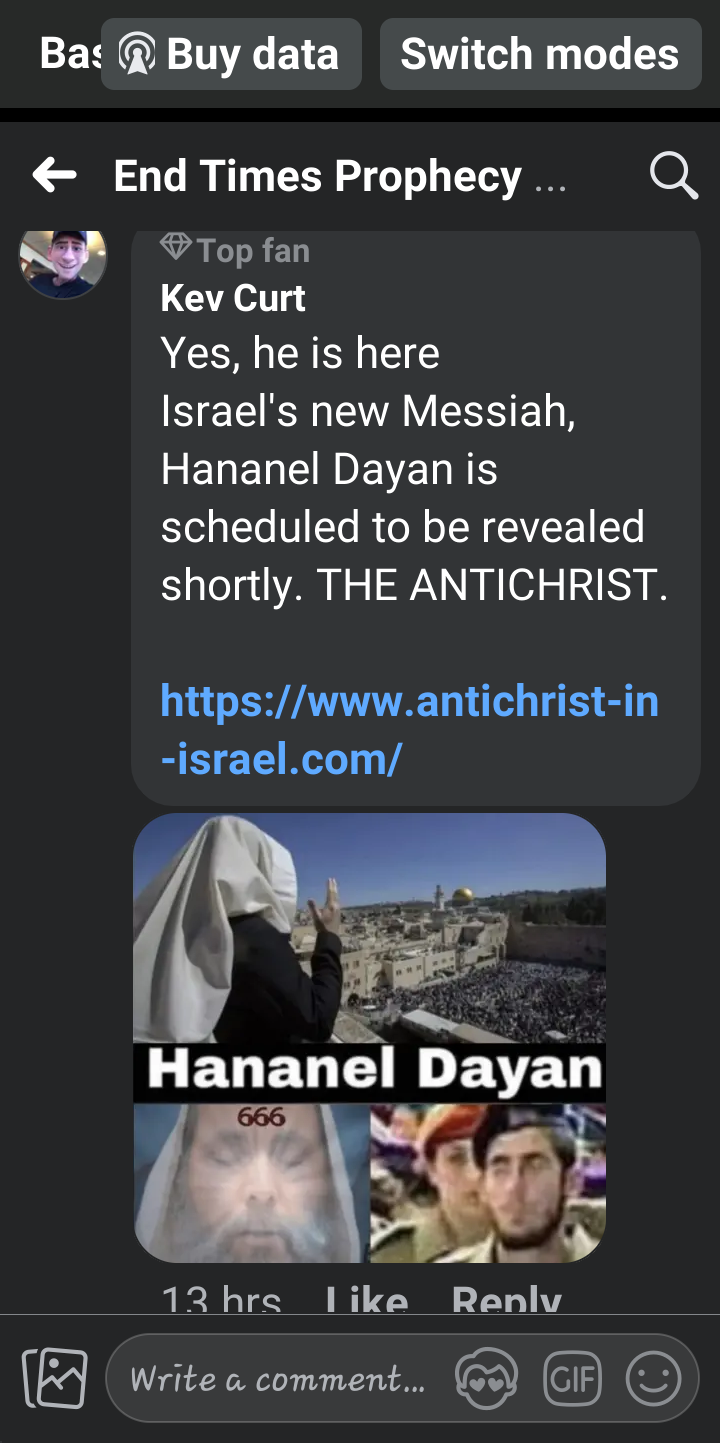 Bas Buy data Switch modes
End Times Prophecy ...
Top fan
Kev Curt
Yes, he is here
Israel's new Messiah,
Hananel Dayan is
scheduled to be revealed
shortly. THE ANTICHRIST.
https://www.antichrist-in
-israel.com/
Hananel Dayan
666
13 hrs Like Reply
Write a comment... GIF